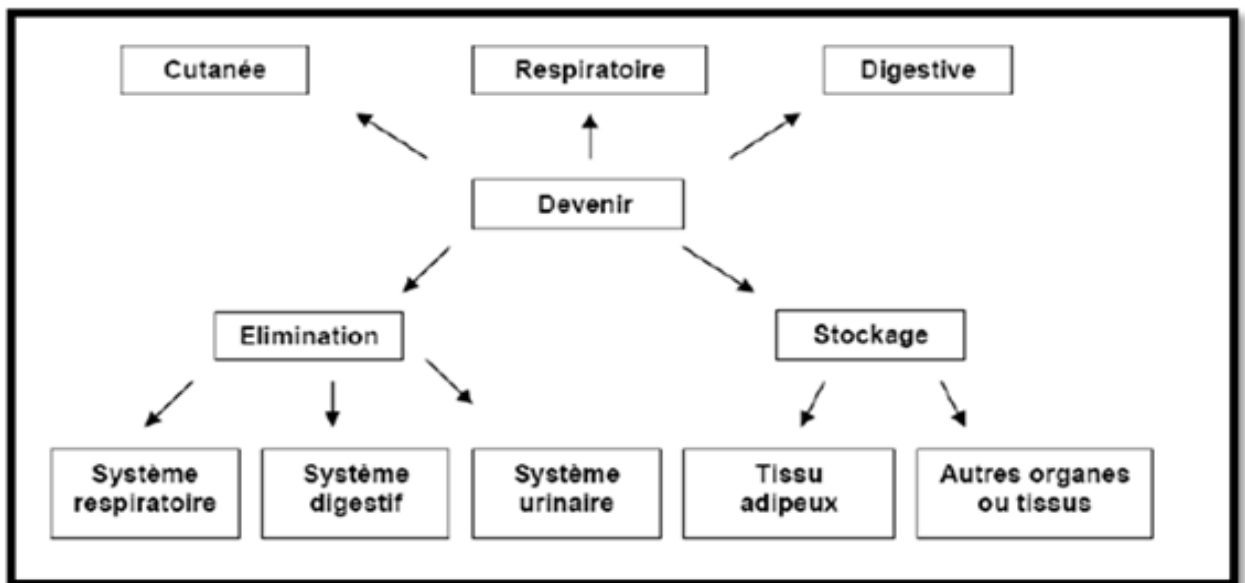 Cutanée
Respiratoire
Digestive
Devenir
Elimination
Stockage
Système
respiratoire
Système
digestif
Système
urinaire
Tissu
adipeux
Autres organes
ou tissus